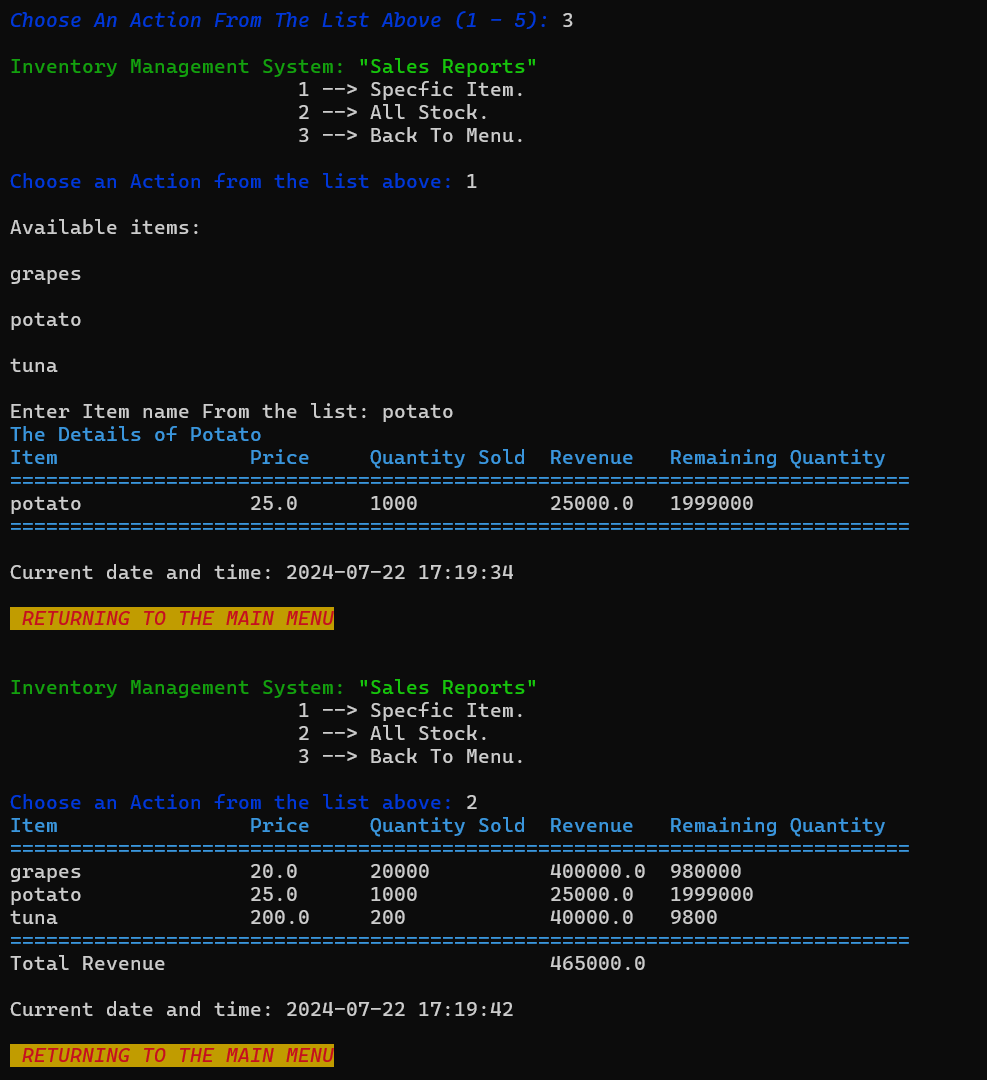 Choose An Action From The List Above (1 - 5): 3
Inventory Management System: "Sales Reports"
1 --> Specfic Item.
2 --> All Stock.
3 --> Back To Menu.
Choose an Action from the list above: 1
Available items:
grapes
potato
tuna
Enter Item name From the list: potato
The Details of Potato
Item Price Quantity Sold Revenue Remaining Quantity
===========================================================================
potato 25.0 1000 25000.0 1999000
===========================================================================
Current date and time: 2024-07-22 17:19:34
RETURNING TO THE MAIN MENU
Inventory Management System: "Sales Reports"
1 --> Specfic Item.
2 --> All Stock.
3 --> Back To Menu.
Choose an Action from the list above: 2
Item Price Quantity Sold Revenue Remaining Quantity
===========================================================================
grapes 20.0 20000 400000.0 980000
potato 25.0 1000 25000.0 1999000
tuna 200.0 200 40000.0 9800
===========================================================================
Total Revenue 465000.0
Current date and time: 2024-07-22 17:19:42
RETURNING TO THE MAIN MENU